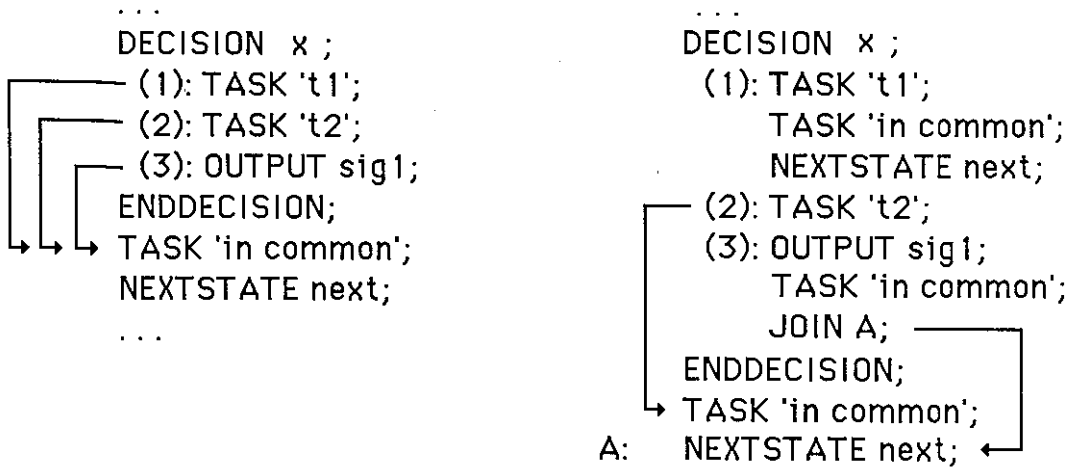 . . .
DECISION x ;
(1): TASK 't1';
(2): TASK 't2';
(3): OUTPUT sig1;
ENDDECISION;
TASK 'in common';
NEXTSTATE next;
. . .
. . .
DECISION x ;
(1): TASK 't1';
TASK 'in common';
NEXTSTATE next;
(2): TASK 't2';
(3): OUTPUT sig1;
TASK 'in common';
JOIN A;
ENDDECISION;
TASK 'in common';
A: NEXTSTATE next;